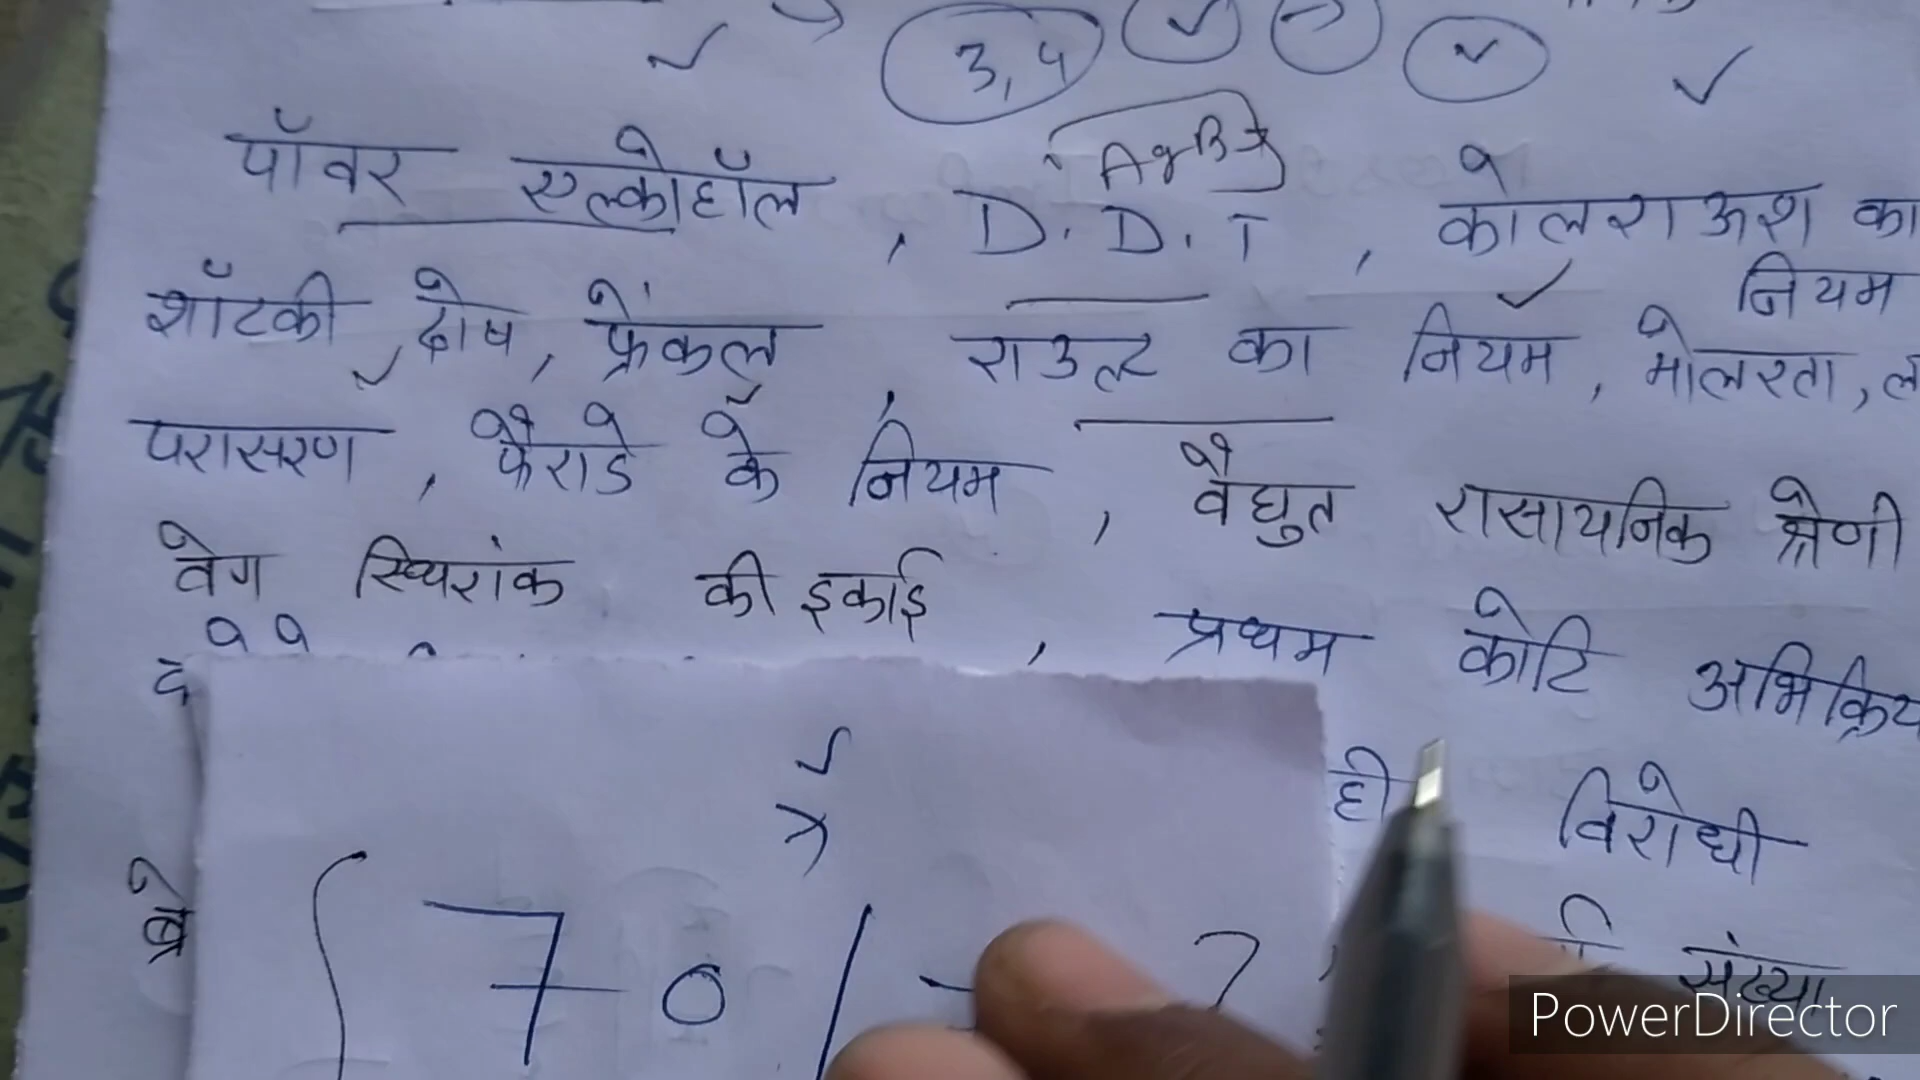 3, 4
AgBr
पॉवर एल्कोहॉल, D.D.T, कोलराऊश का
नियम
शॉटकी दोष, फ्रेंकल, राउल्ट का नियम, मोलरता,
परासरण, फैराडे के नियम, वैद्युत रासायनिक श्रेणी
वेग स्थिरांक की इकाई, प्रथम कोटि
विरोधी
संख्या
70
PowerDirector